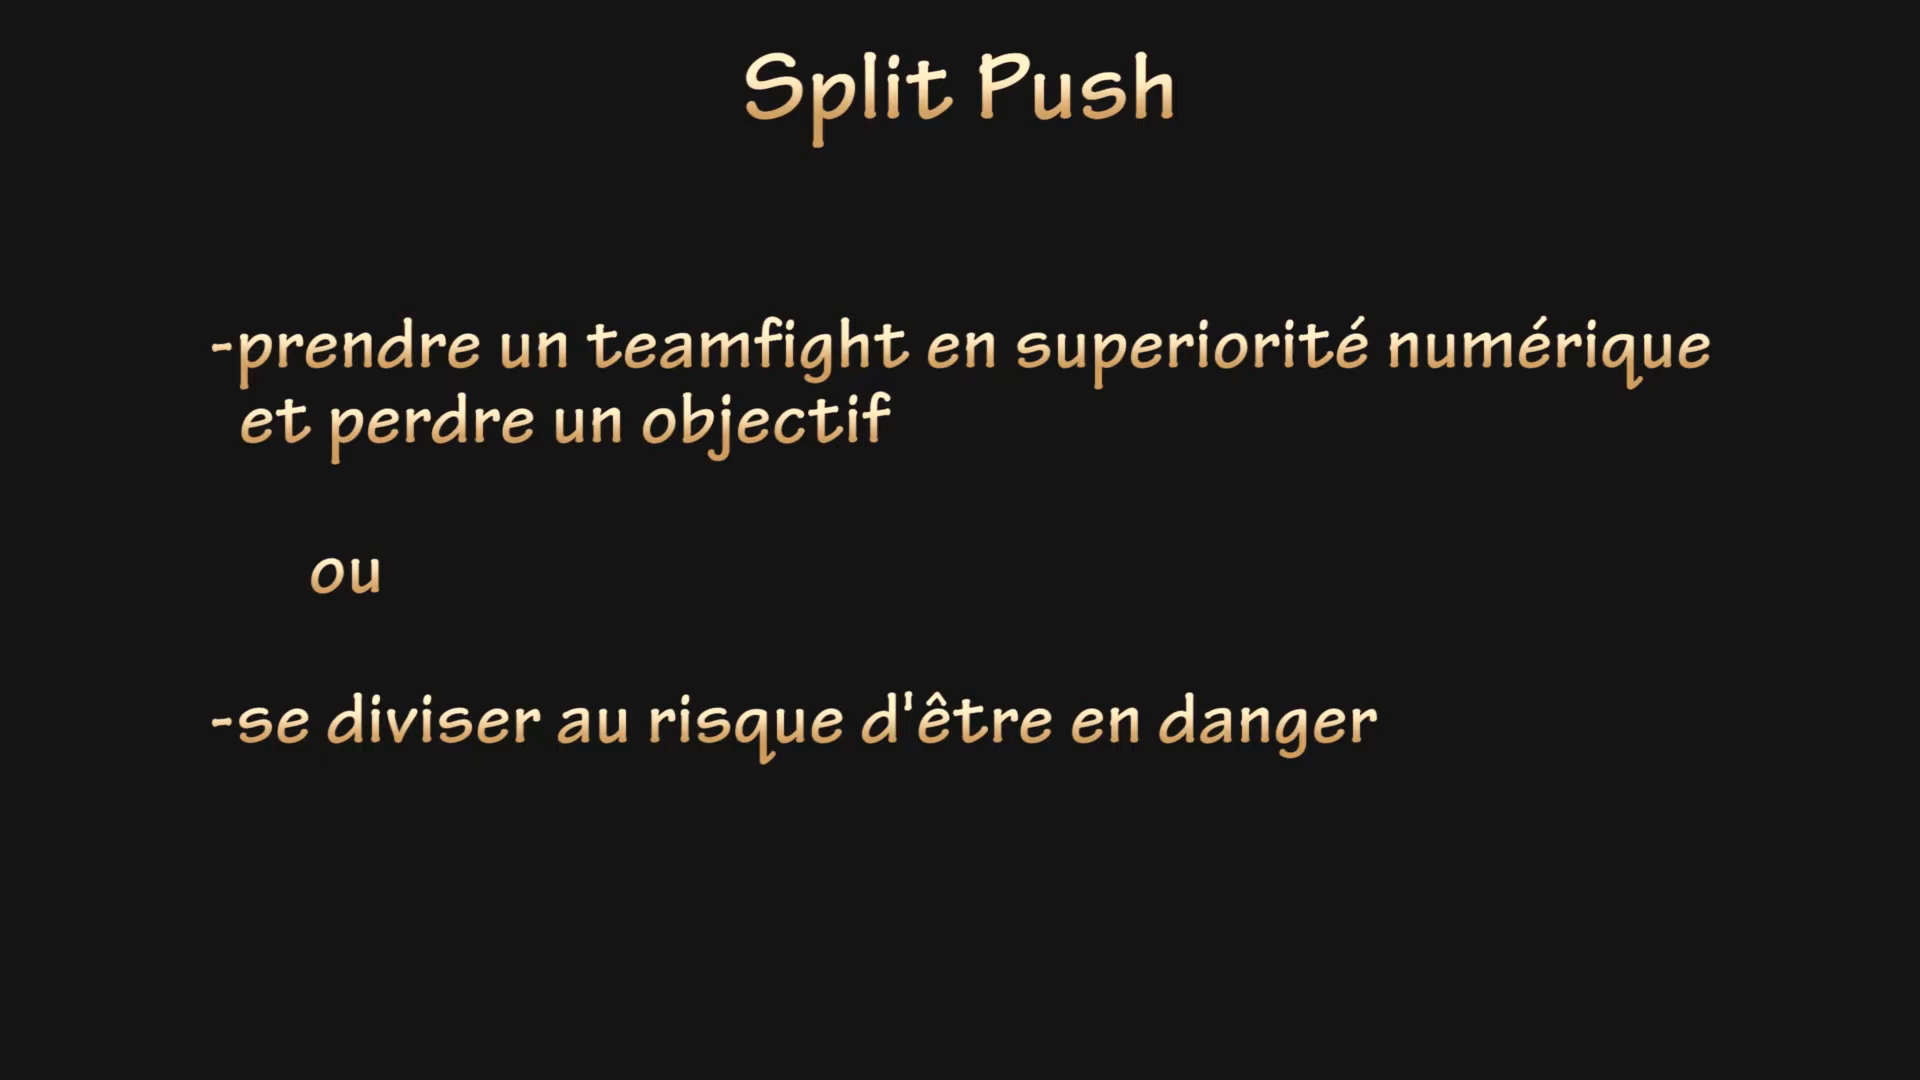 Split Push
-prendre un teamfight en superiorité numérique
et perdre un objectif
ou
-se diviser au risque d'être en danger